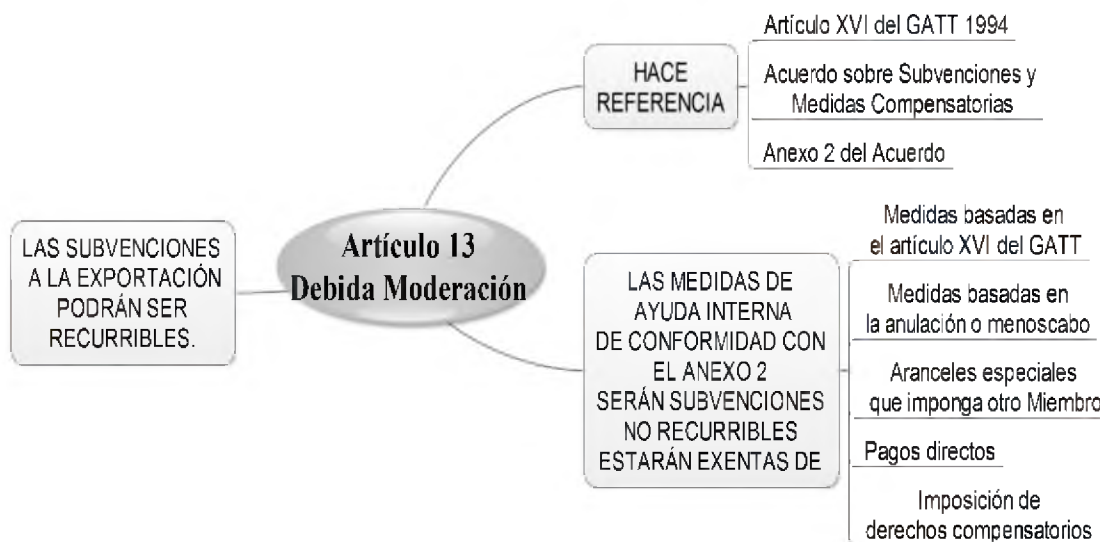 Artículo 13
Debida Moderación
HACE
REFERENCIA
Artículo XVI del GATT 1994
Acuerdo sobre Subvenciones y
Medidas Compensatorias
Anexo 2 del Acuerdo
LAS MEDIDAS DE
AYUDA INTERNA
DE CONFORMIDAD CON
EL ANEXO 2
SERÁN SUBVENCIONES
NO RECURRIBLES
ESTARÁN EXENTAS DE
Medidas basadas en
el artículo XVI del GATT
Medidas basadas en
la anulación o menoscabo
Aranceles especiales
que imponga otro Miembro
Pagos directos
Imposición de
derechos compensatorios
LAS SUBVENCIONES
A LA EXPORTACIÓN
PODRÁN SER
RECURRIBLES.